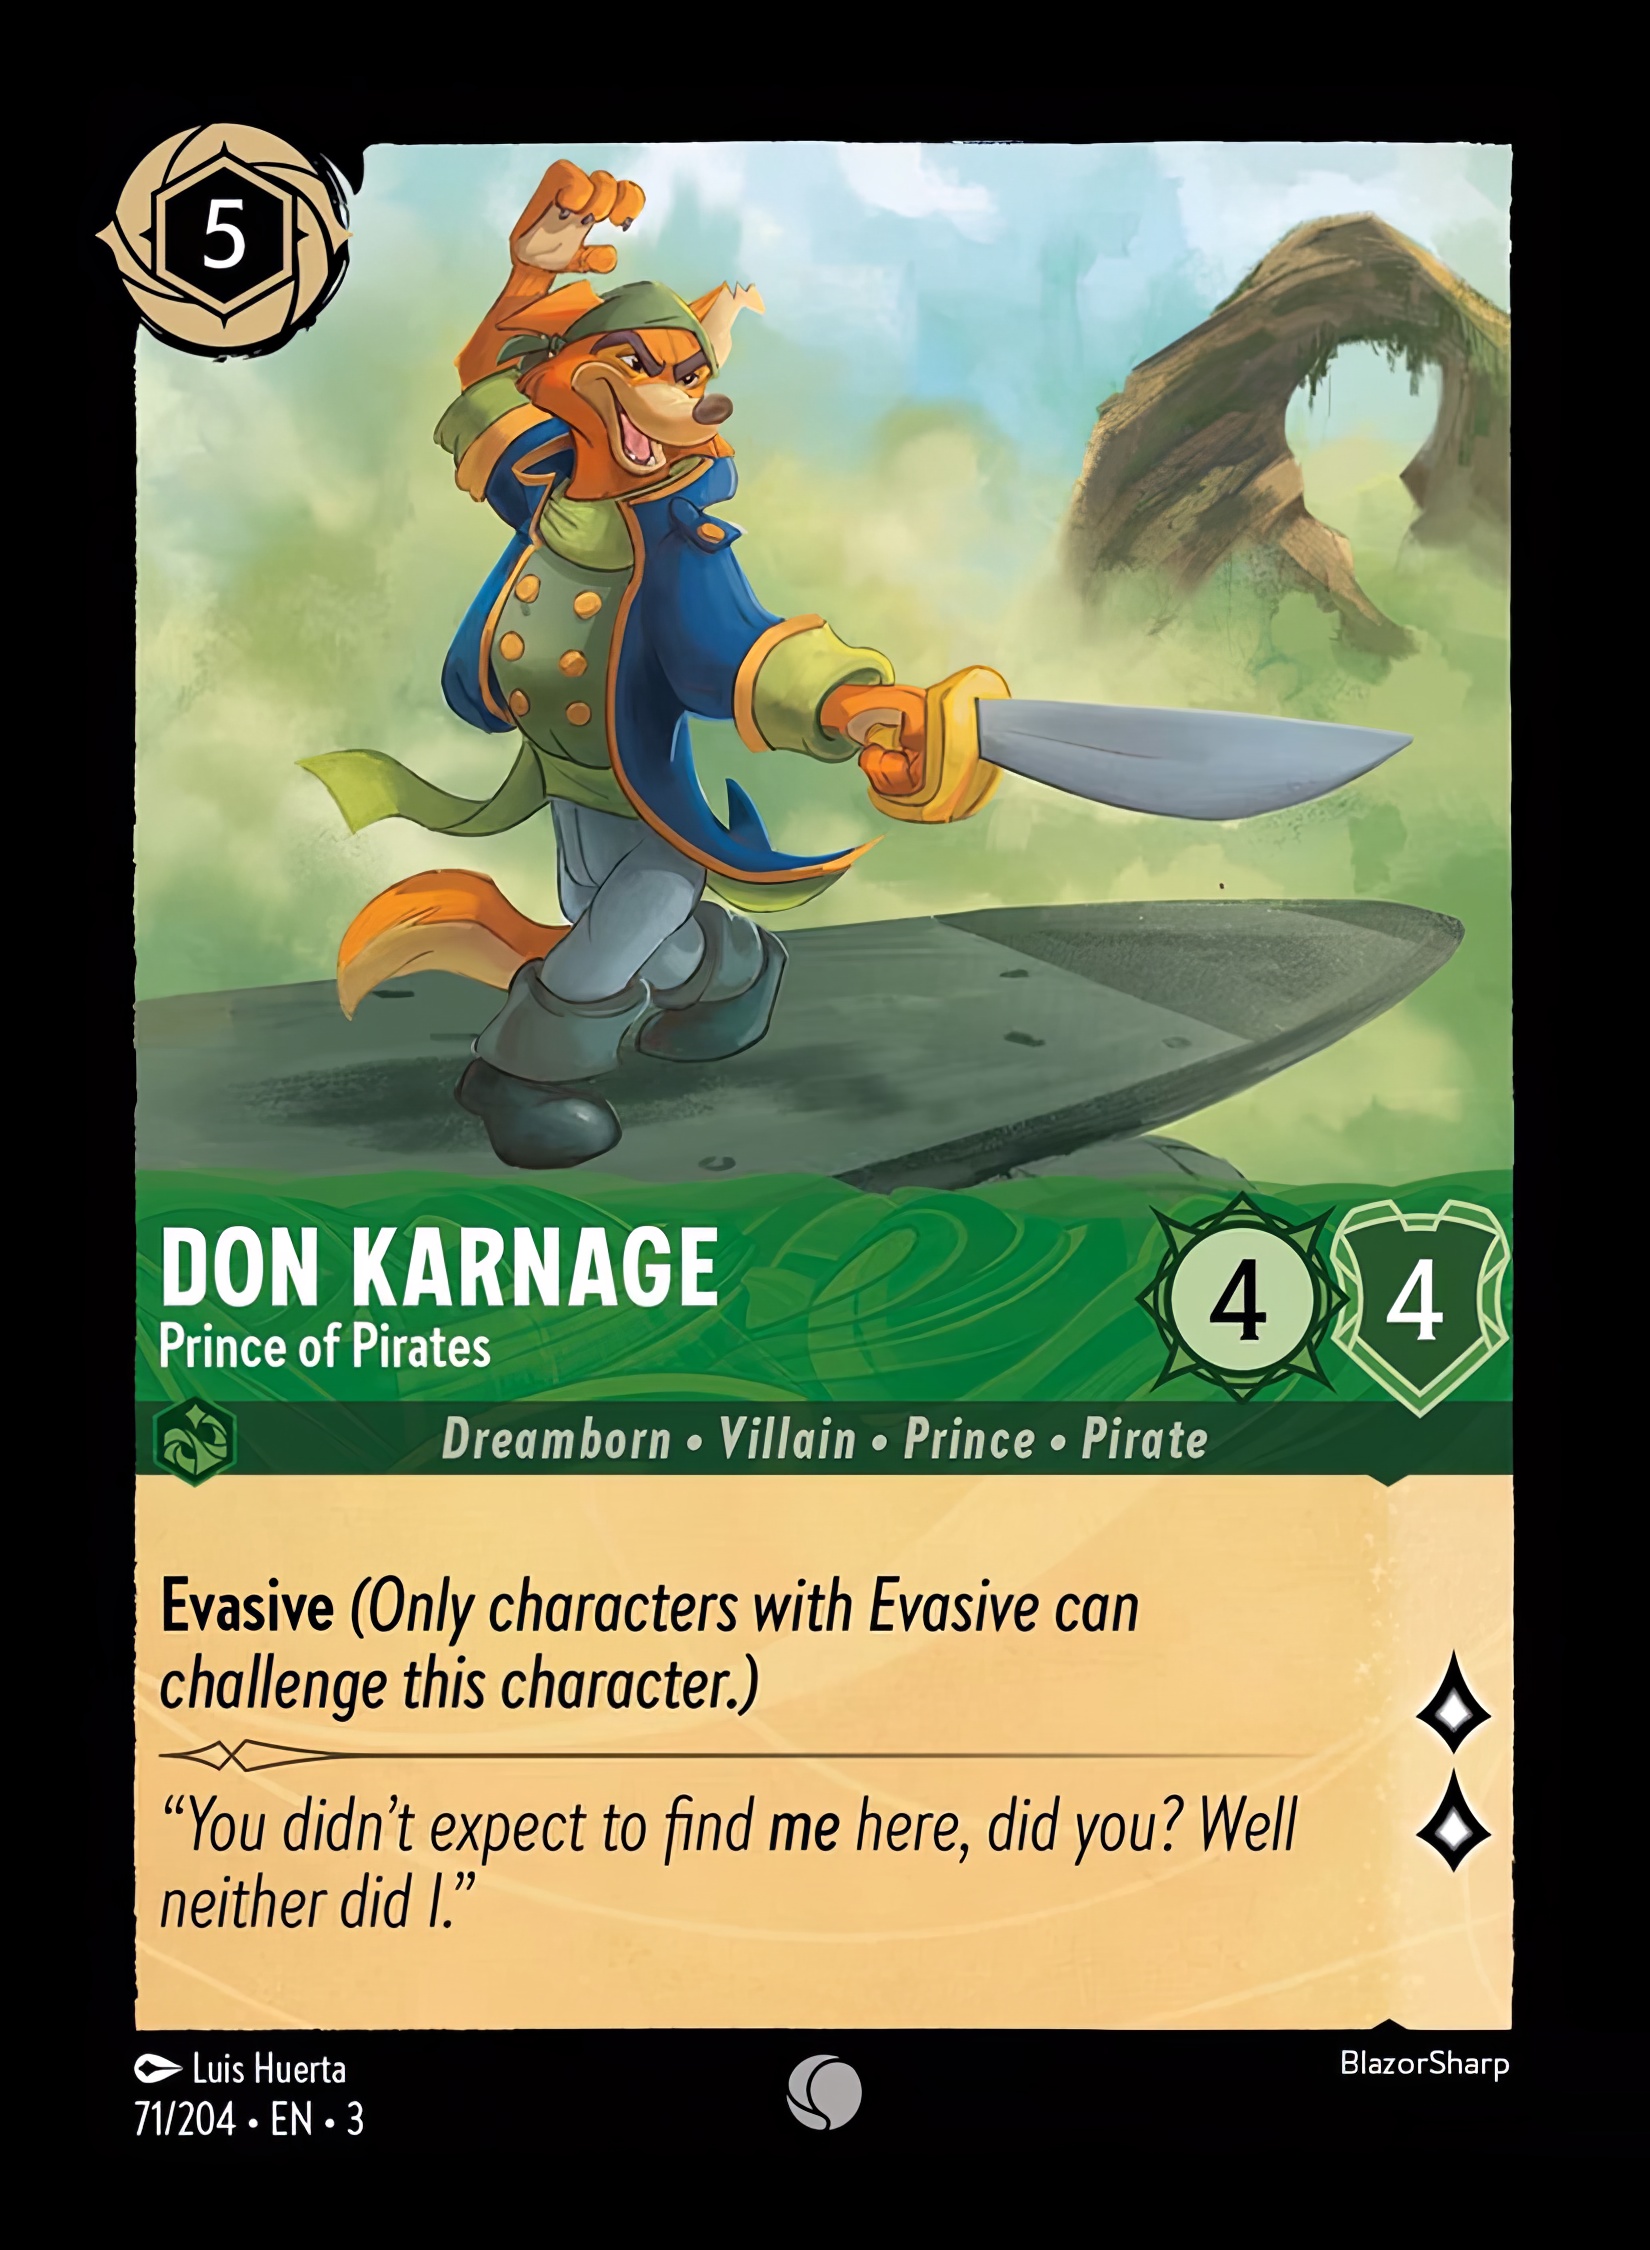 5
DON KARNAGE
Prince of Pirates
4 4
Dreamborn • Villain • Prince • Pirate
Evasive (Only characters with Evasive can
challenge this character.)
“You didn’t expect to find me here, did you? Well
neither did I.”
Luis Huerta
BlazorSharp
71/204 • EN • 3